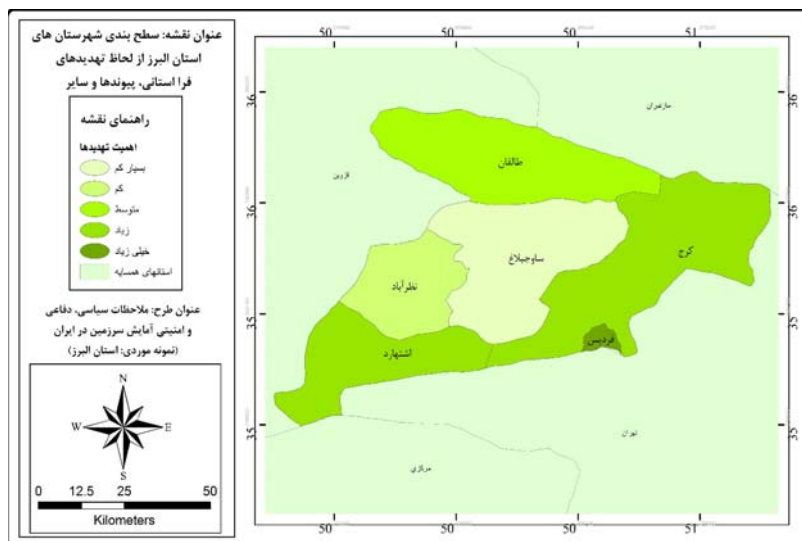 عنوان نقشه: سطح بندی شهرستان های
استان البرز از لحاظ تهدیدهای
فرا استانی، پیوندها و سایر
راهنمای نقشه
اهمیت تهدیدها
بسیار کم
کم
متوسط
زیاد
خیلی زیاد
استانهای همسایه
عنوان طرح: ملاحظات سیاسی، دفاعی
و امنیتی آمایش سرزمین در ایران
(نمونه موردی: استان البرز)
N
W E
S
0 12.5 25 50
Kilometers
50 50 50 51
36 36
مازندران
طالقان
قزوین
36 36
کرج
ساوجبلاغ
نظرآباد
35 35
فردیس
اشتهارد
35 35
تهران
مرکزی
50 50 50 51